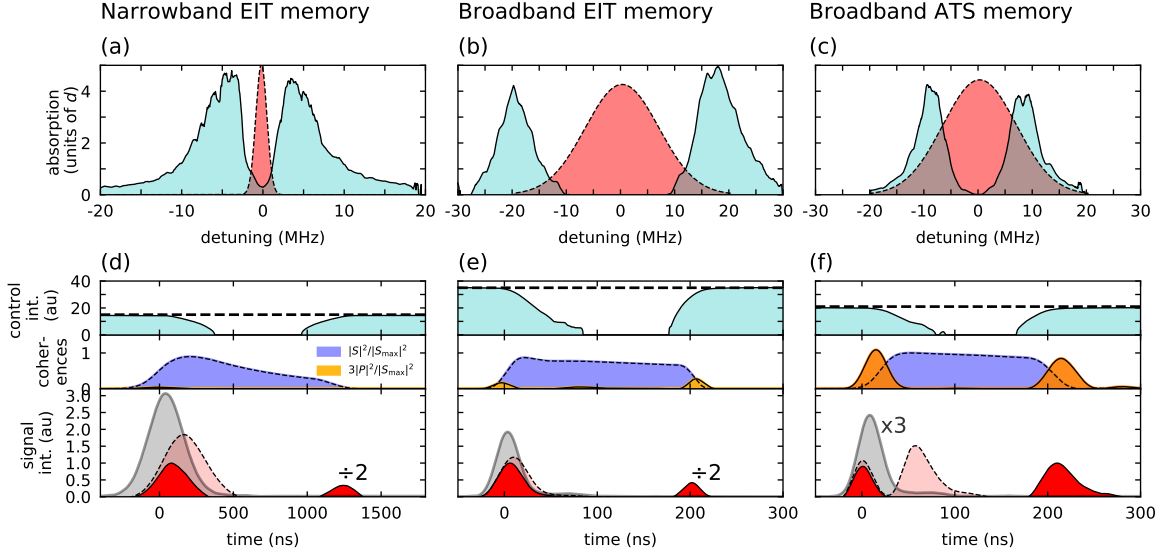 Narrowband EIT memory
Broadband EIT memory
Broadband ATS memory
(a)
(b)
(c)
absorption
(units of d)
4
2
0
-20 -10 0 10 20
-30 -20 -10 0 10 20 30
-30 -20 -10 0 10 20 30
detuning (MHz)
detuning (MHz)
detuning (MHz)
(d)
(e)
(f)
control
int.
(au)
40
20
0
coher-
ences
1
0
|S|²/|Sₘₐₓ|²
3|P|²/|Sₘₐₓ|²
signal
int. (au)
3.0
2.5
2.0
1.5
1.0
0.5
0.0
÷2
÷2
x3
0 500 1000 1500
0 100 200 300
0 100 200 300
time (ns)
time (ns)
time (ns)